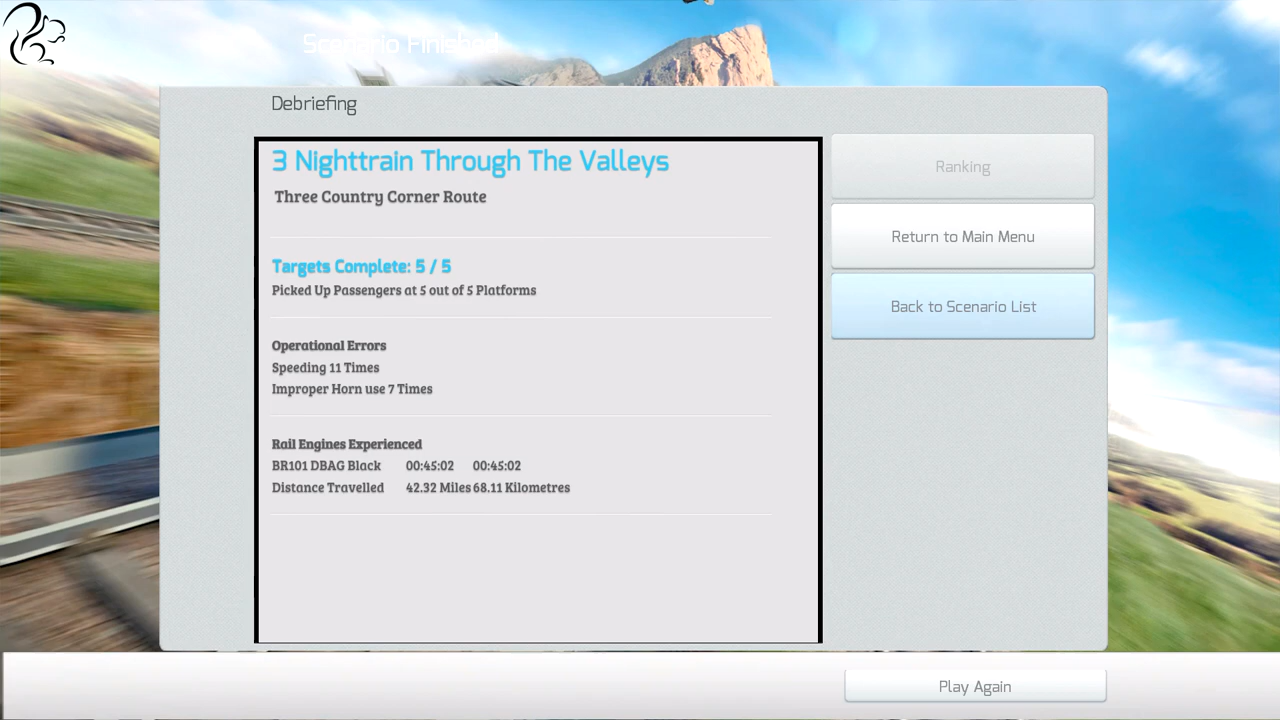 Scenario Finished
Debriefing
3 Nighttrain Through The Valleys
Three Country Corner Route
Targets Complete: 5 / 5
Picked Up Passengers at 5 out of 5 Platforms
Operational Errors
Speeding 11 Times
Improper Horn use 7 Times
Rail Engines Experienced
BR101 DBAG Black 00:45:02 00:45:02
Distance Travelled 42.32 Miles 68.11 Kilometres
Ranking
Return to Main Menu
Back to Scenario List
Play Again